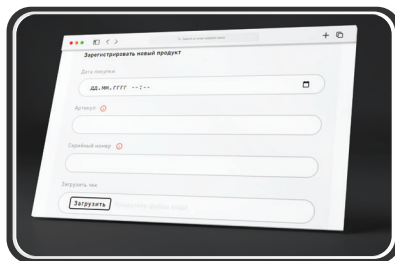 Зарегистрировать новый продукт
Дата покупки
дд.мм.гггг --:--
Артикул
Серийный номер
Загрузить чек
Загрузить